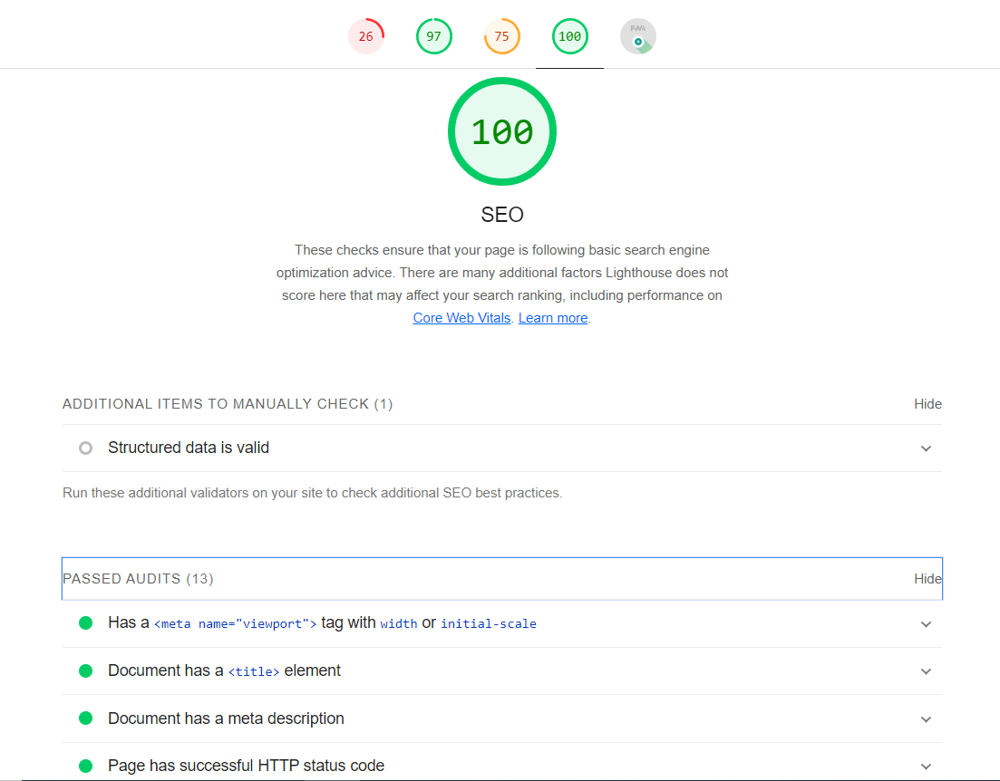 26 97 75 100 PWA
100
SEO
These checks ensure that your page is following basic search engine
optimization advice. There are many additional factors Lighthouse does not
score here that may affect your search ranking, including performance on
Core Web Vitals. Learn more.
ADDITIONAL ITEMS TO MANUALLY CHECK (1) Hide
Structured data is valid
Run these additional validators on your site to check additional SEO best practices.
PASSED AUDITS (13) Hide
Has a <meta name="viewport"> tag with width or initial-scale
Document has a <title> element
Document has a meta description
Page has successful HTTP status code